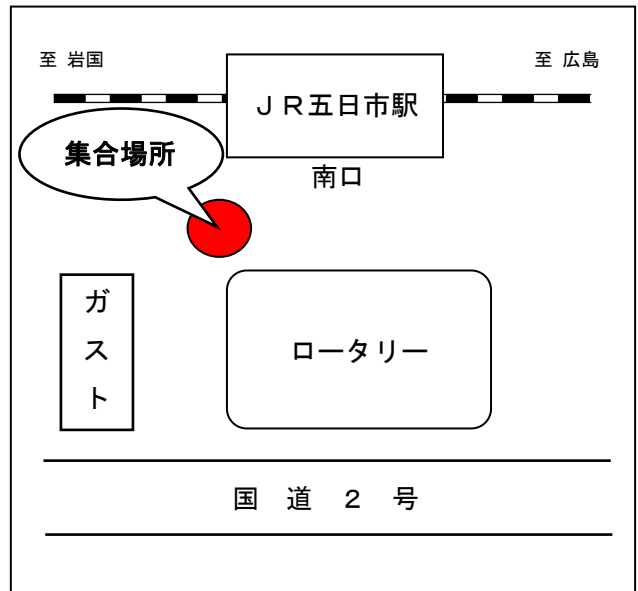 至 岩国
至 広島
ＪＲ五日市駅
集合場所
南口
ガスト
ロータリー
国 道 ２ 号